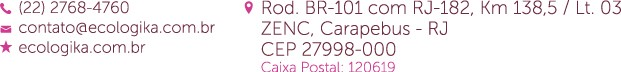 (22) 2768-4760
contato@ecologika.com.br
ecologika.com.br
Rod. BR-101 com RJ-182, Km 138,5 / Lt. 03
ZENC, Carapebus - RJ
CEP 27998-000
Caixa Postal: 120619